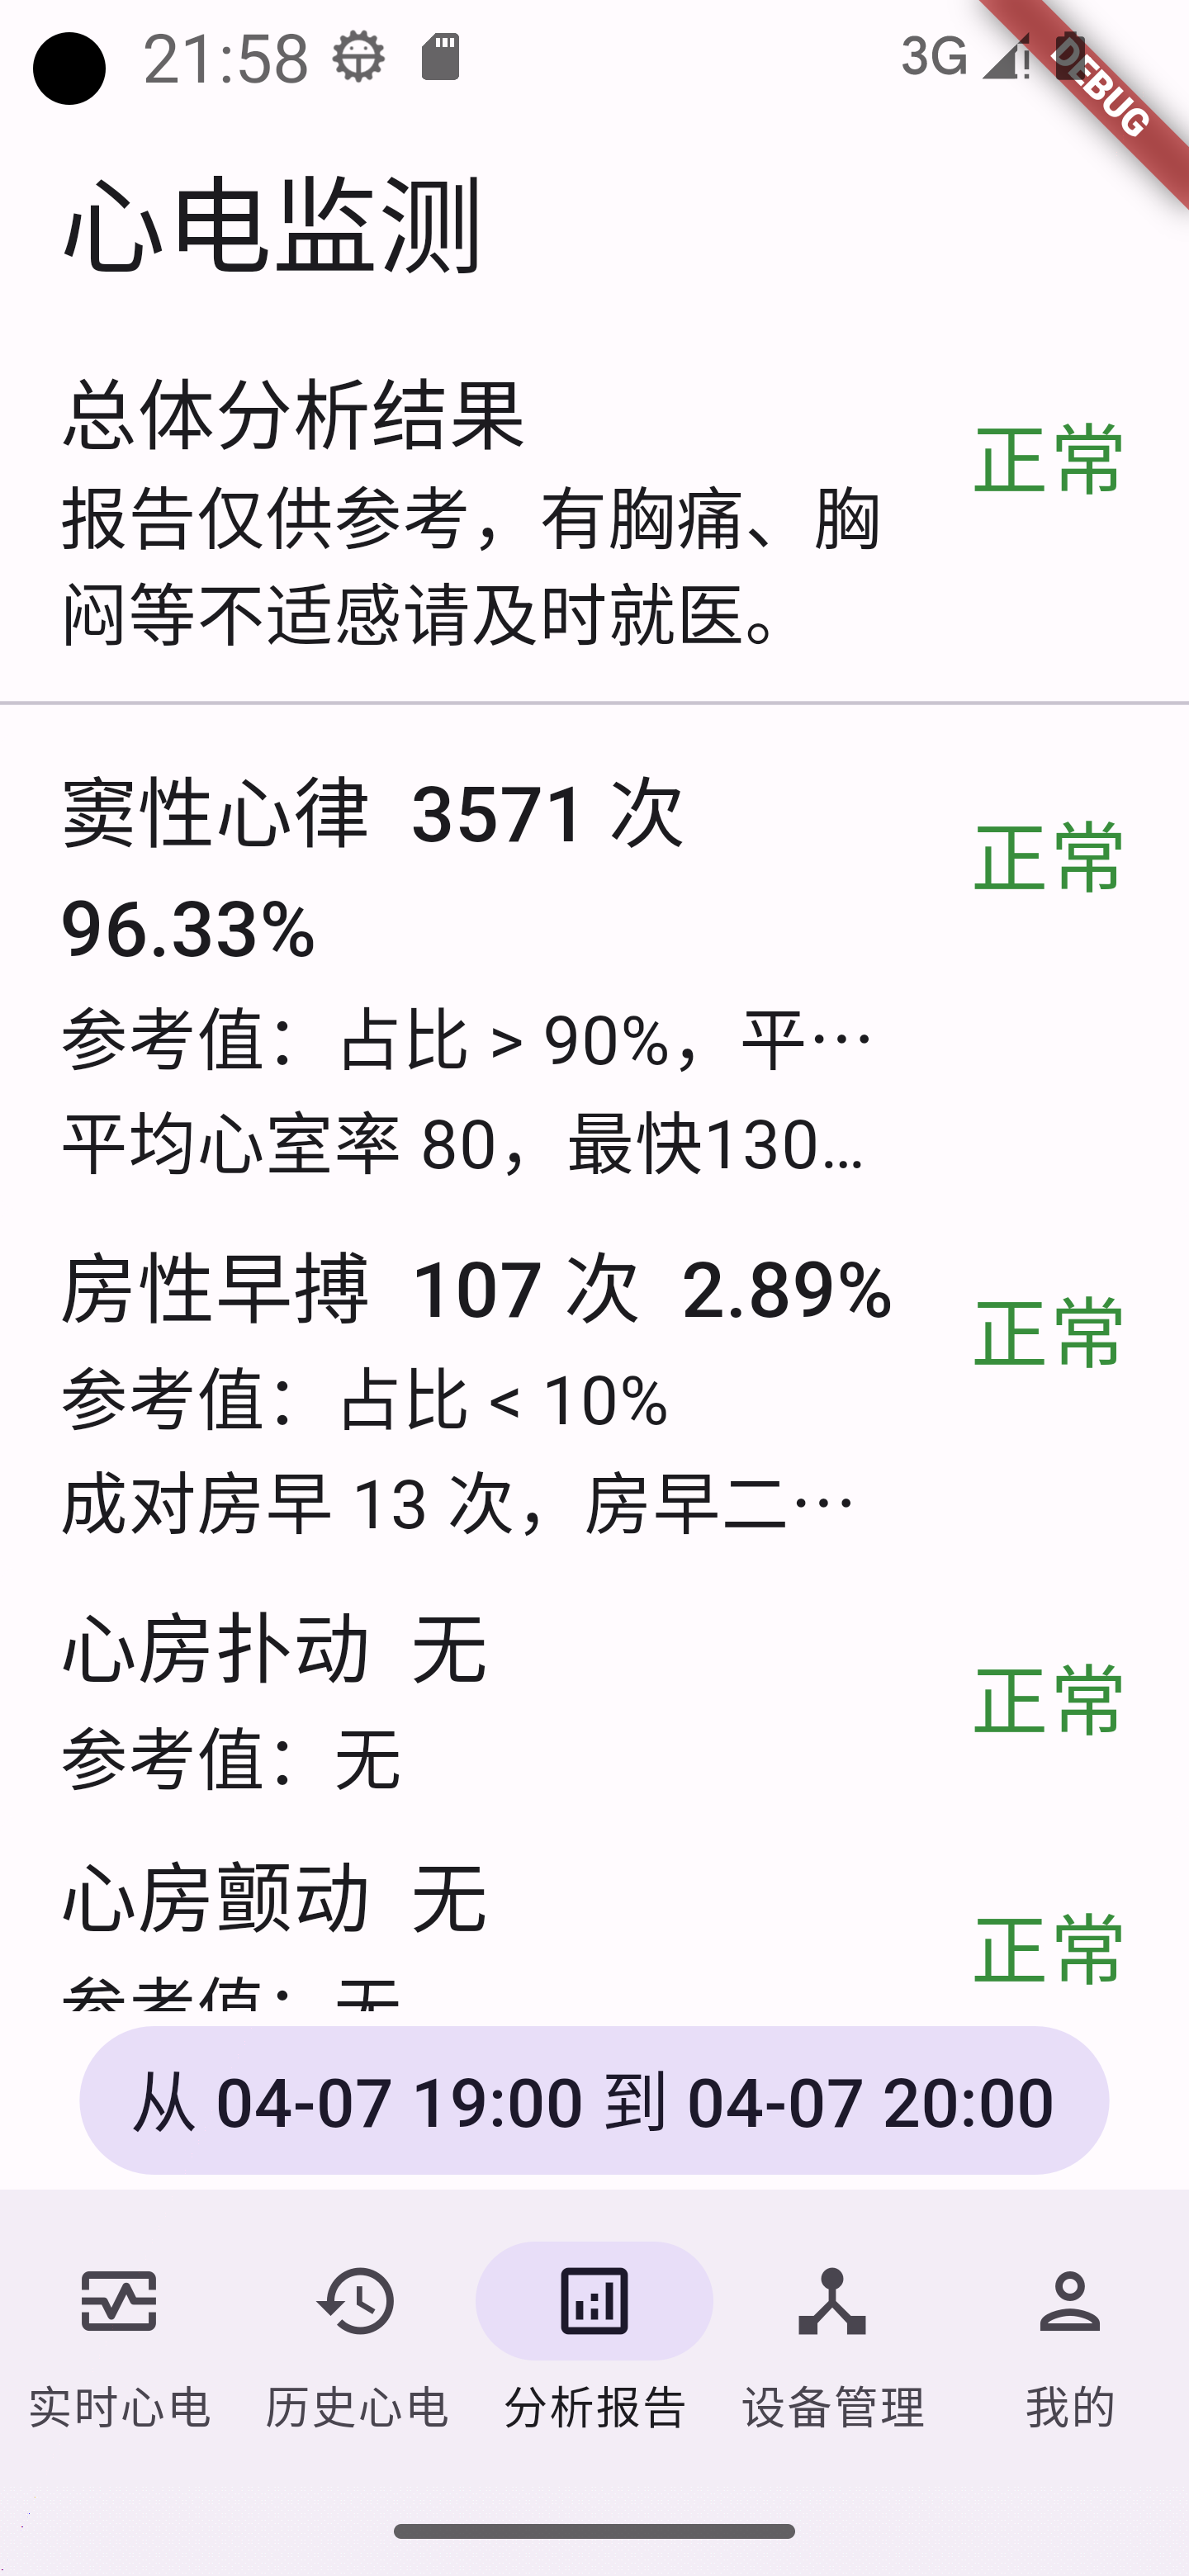 21:58
3G
DEBUG
心电监测
总体分析结果
正常
报告仅供参考，有胸痛、胸
闷等不适感请及时就医。
窦性心律 3571 次
96.33%
正常
参考值：占比 > 90%，平…
平均心室率 80，最快130…
房性早搏 107 次 2.89%
正常
参考值：占比 < 10%
成对房早 13 次，房早二…
心房扑动 无
正常
参考值：无
心房颤动 无
正常
参考值：无
从 04-07 19:00 到 04-07 20:00
实时心电
历史心电
分析报告
设备管理
我的